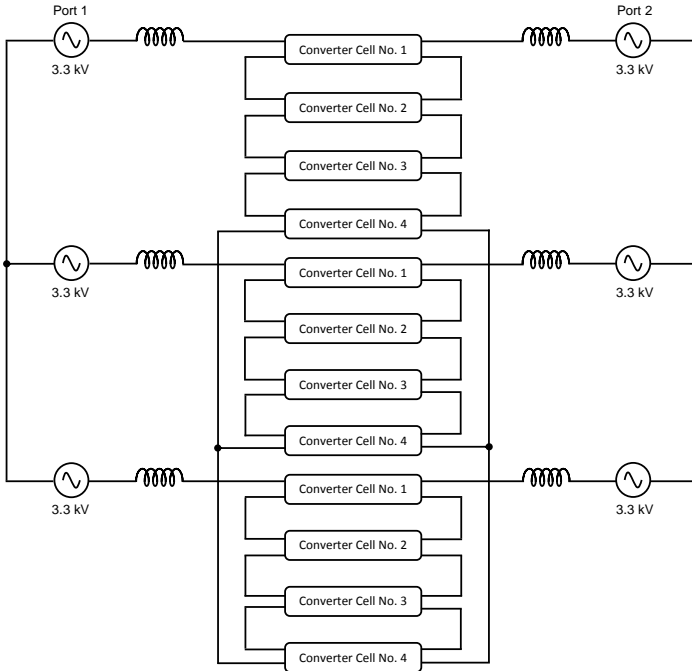 Port 1
Port 2
Converter Cell No. 1
3.3 kV
3.3 kV
Converter Cell No. 2
Converter Cell No. 3
Converter Cell No. 4
Converter Cell No. 1
3.3 kV
3.3 kV
Converter Cell No. 2
Converter Cell No. 3
Converter Cell No. 4
Converter Cell No. 1
3.3 kV
3.3 kV
Converter Cell No. 2
Converter Cell No. 3
Converter Cell No. 4